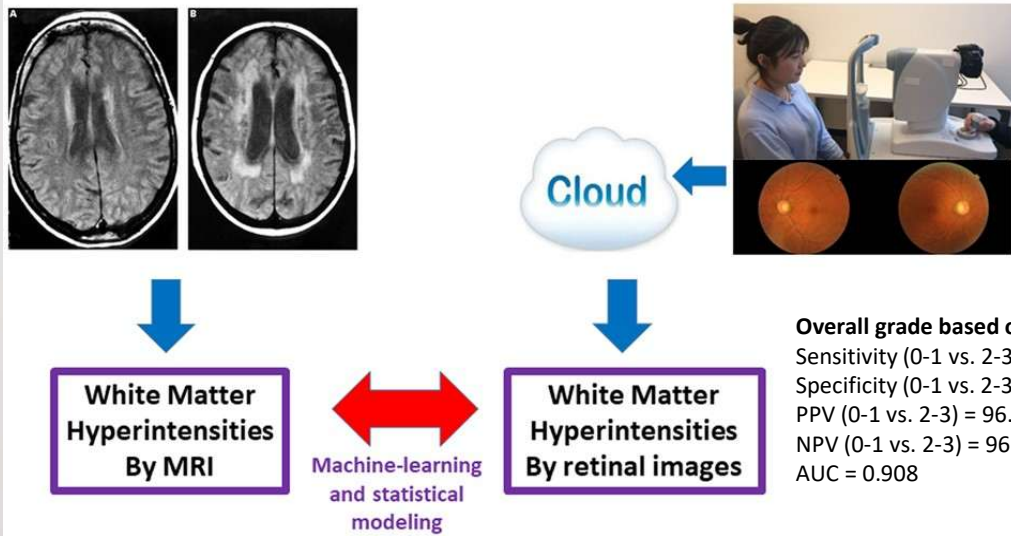 A
B
Cloud
White Matter
Hyperintensities
By MRI
Machine-learning
and statistical
modeling
White Matter
Hyperintensities
By retinal images
Overall grade based
Sensitivity (0-1 vs. 2-3
Specificity (0-1 vs. 2-3
PPV (0-1 vs. 2-3) = 96.
NPV (0-1 vs. 2-3) = 96
AUC = 0.908